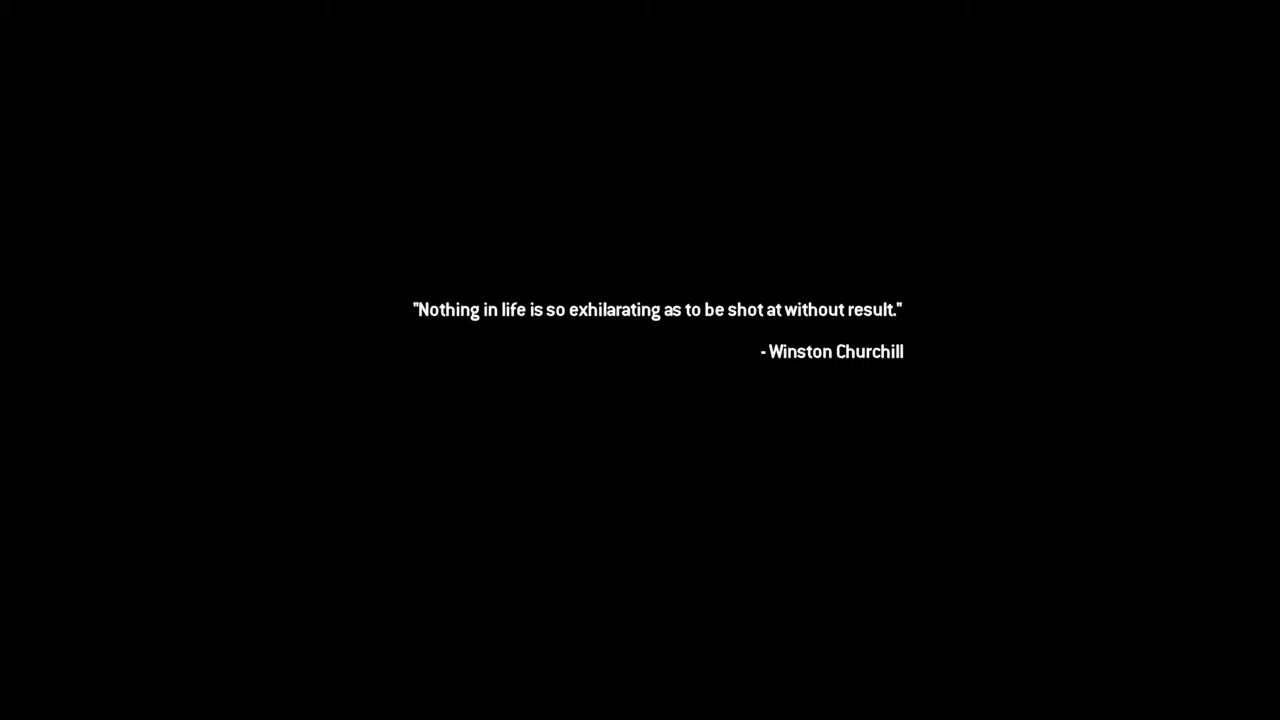 "Nothing in life is so exhilarating as to be shot at without result."
- Winston Churchill